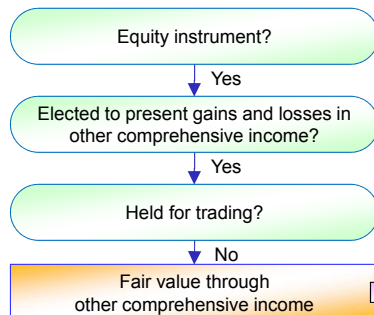 Equity instrument?
Yes
Elected to present gains and losses in
other comprehensive income?
Yes
Held for trading?
No
Fair value through
other comprehensive income